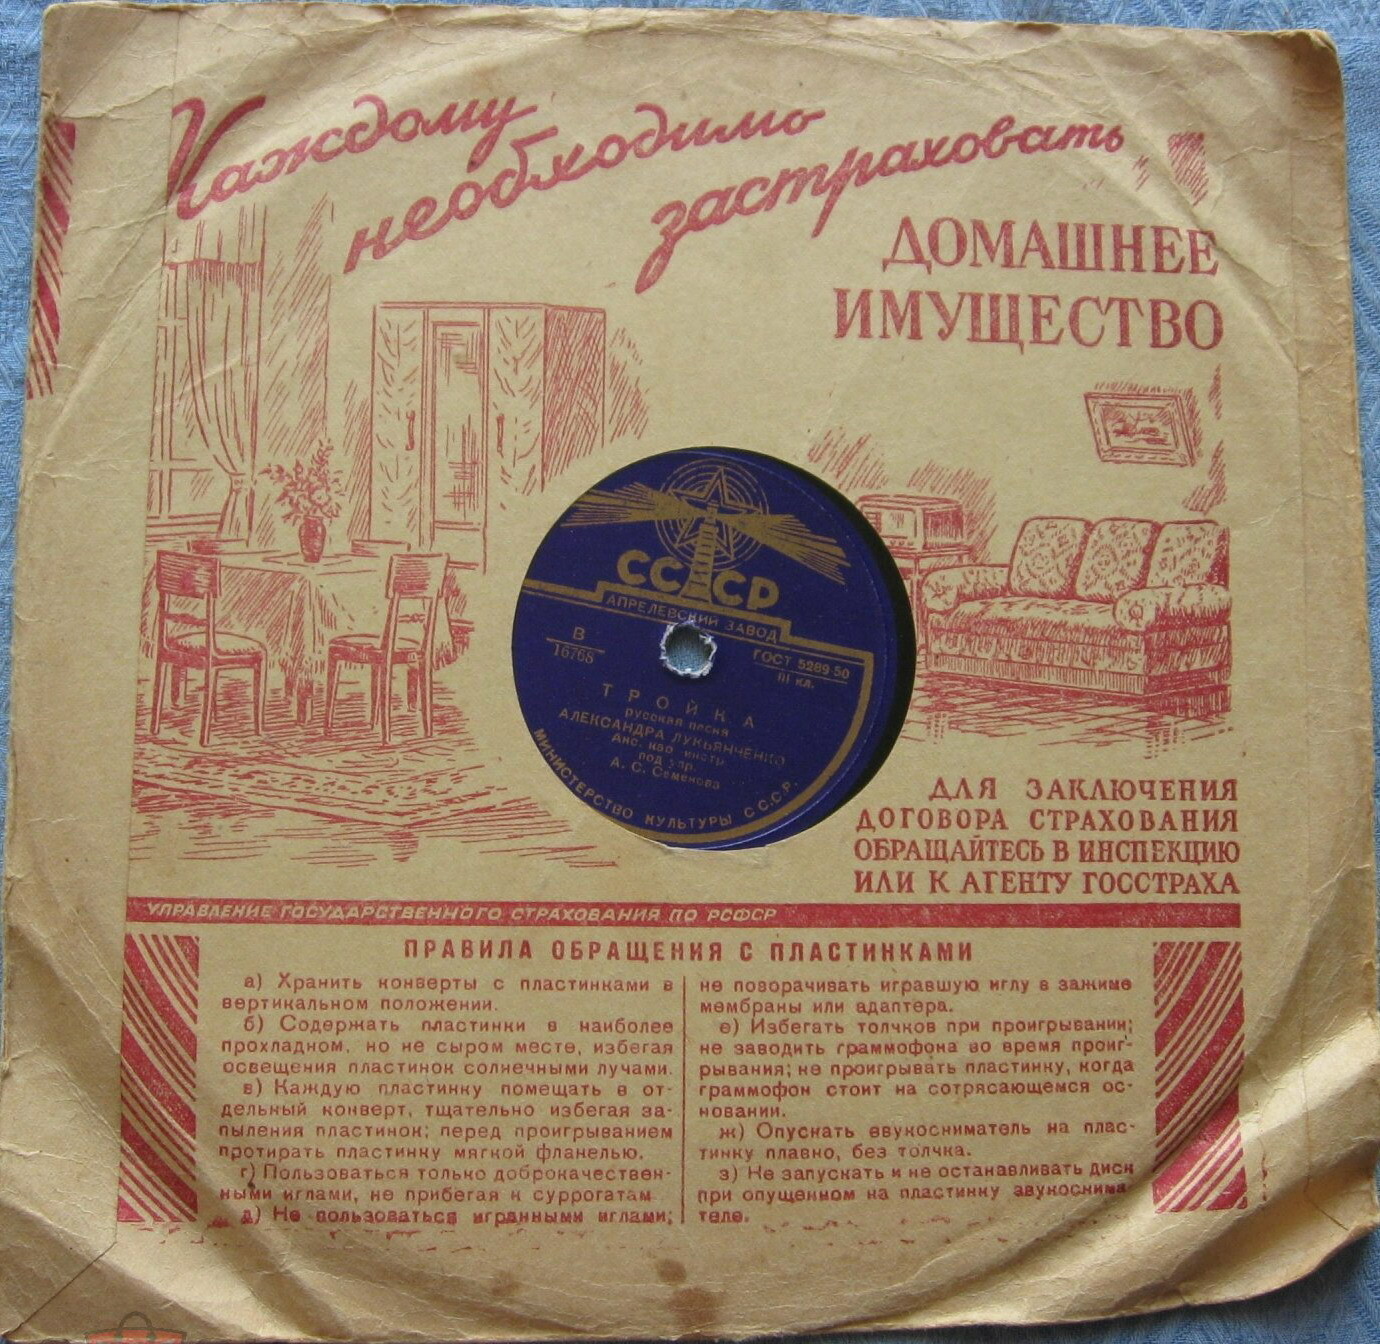 Каждому
необходимо
застраховать
ДОМАШНЕЕ
ИМУЩЕСТВО
СССР
АПРЕЛЕВСКИЙ ЗАВОД
В
16768
ГОСТ 5289-50
III кл.
ТРОЙКА
русская песня
АЛЕКСАНДРА ЛУКЬЯНЧЕНКО
Анс. нар. инстр.
под упр.
А. С. Семенова
МИНИСТЕРСТВО КУЛЬТУРЫ СССР.
ДЛЯ ЗАКЛЮЧЕНИЯ
ДОГОВОРА СТРАХОВАНИЯ
ОБРАЩАЙТЕСЬ В ИНСПЕКЦИЮ
ИЛИ К АГЕНТУ ГОССТРАХА
УПРАВЛЕНИЕ ГОСУДАРСТВЕННОГО СТРАХОВАНИЯ ПО РСФСР
ПРАВИЛА ОБРАЩЕНИЯ С ПЛАСТИНКАМИ
а) Хранить конверты с пластинками в
вертикальном положении.
б) Содержать пластинки в наиболее
прохладном, но не сыром месте, избегая
освещения пластинок солнечными лучами.
в) Каждую пластинку помещать в от-
дельный конверт, тщательно избегая за-
пыления пластинок; перед проигрыванием
протирать пластинку мягкой фланелью.
г) Пользоваться только доброкачествен-
ными иглами, не прибегая к суррогатам
д) Не пользоваться игранными иглами;
не поворачивать игравшую иглу в зажиме
мембраны или адаптера.
е) Избегать толчков при проигрывании;
не заводить граммофона во время проиг-
рывания; не проигрывать пластинку, когда
граммофон стоит на сотрясающемся ос-
новании.
ж) Опускать звукосниматель на плас-
тинку плавно, без толчка.
з) Не запускать и не останавливать диск
при опущенном на пластинку звукоснима
теле.